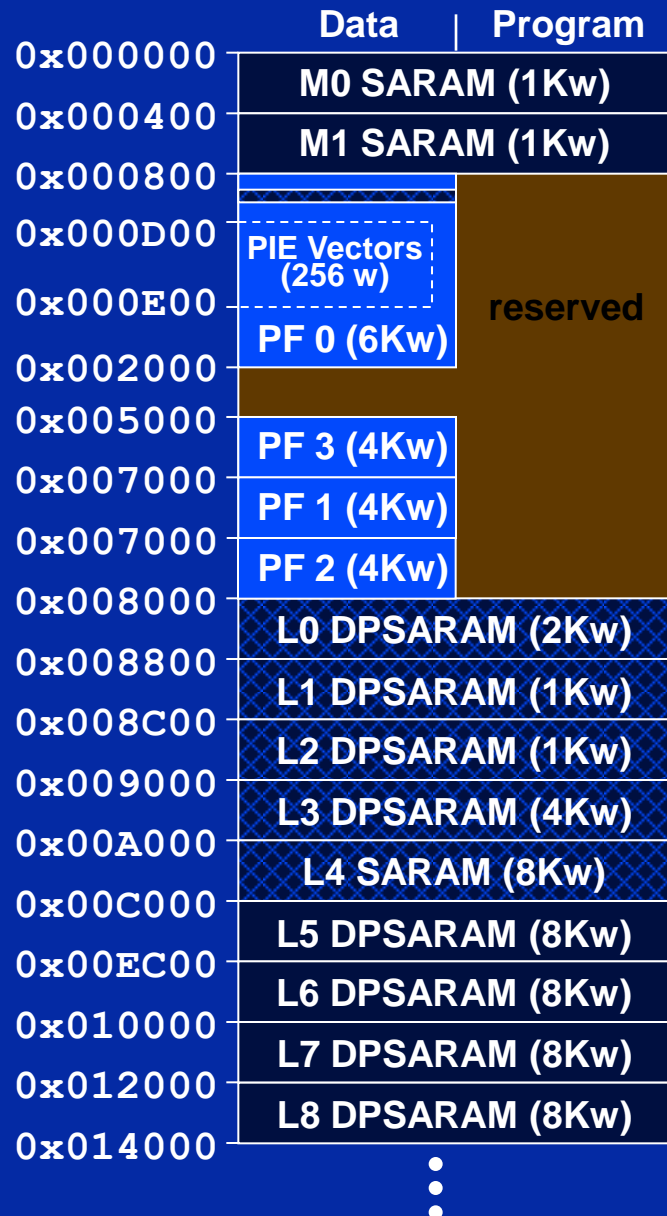 Data | Program
0x000000
M0 SARAM (1Kw)
0x000400
M1 SARAM (1Kw)
0x000800
0x000D00
PIE Vectors
(256 w)
0x000E00
reserved
PF 0 (6Kw)
0x002000
0x005000
PF 3 (4Kw)
0x007000
PF 1 (4Kw)
0x007000
PF 2 (4Kw)
0x008000
L0 DPSARAM (2Kw)
0x008800
L1 DPSARAM (1Kw)
0x008C00
L2 DPSARAM (1Kw)
0x009000
L3 DPSARAM (4Kw)
0x00A000
L4 SARAM (8Kw)
0x00C000
L5 DPSARAM (8Kw)
0x00EC00
L6 DPSARAM (8Kw)
0x010000
L7 DPSARAM (8Kw)
0x012000
L8 DPSARAM (8Kw)
0x014000